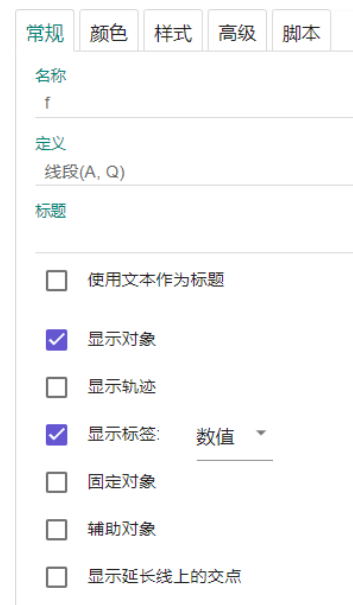 常规 颜色 样式 高级 脚本
名称
f
定义
线段(A, Q)
标题
使用文本作为标题
显示对象
显示轨迹
显示标签: 数值
固定对象
辅助对象
显示延长线上的交点